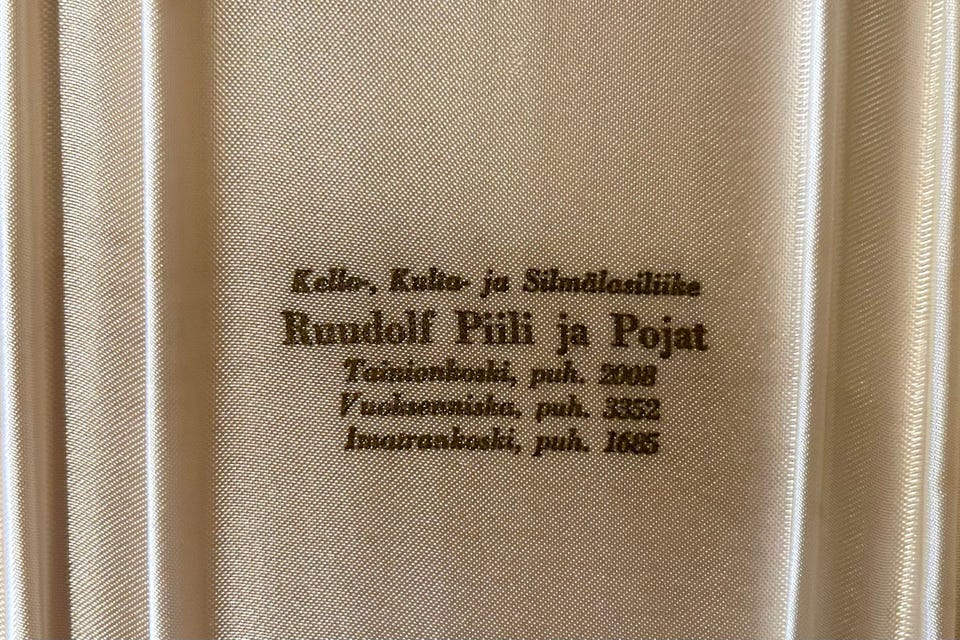 Kello-, Kulta- ja Silmälasiliike
Ruudolf Piili ja Pojat
Tainionkoski, puh. 2008
Vuoksenniska, puh. 3352
Imatrankoski, puh. 1685